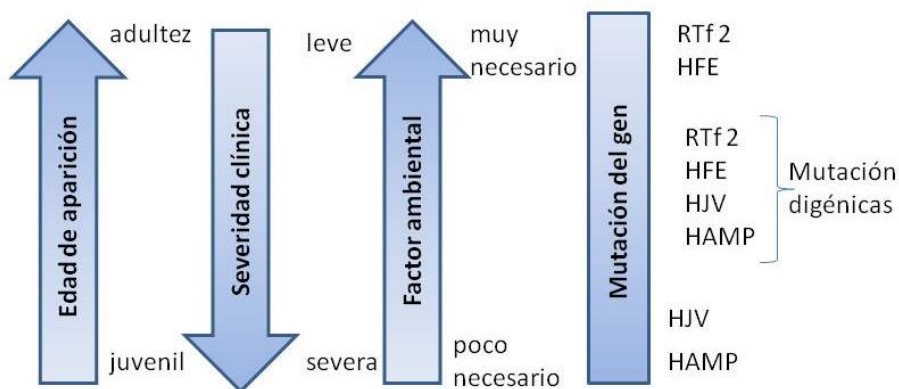 adultez
Edad de aparición
juvenil
Severidad clínica
leve
severa
Factor ambiental
muy
necesario
poco
necesario
Mutación del gen
RTf 2
HFE
RTf 2
HFE
HJV
HAMP
Mutación
digénicas
HJV
HAMP